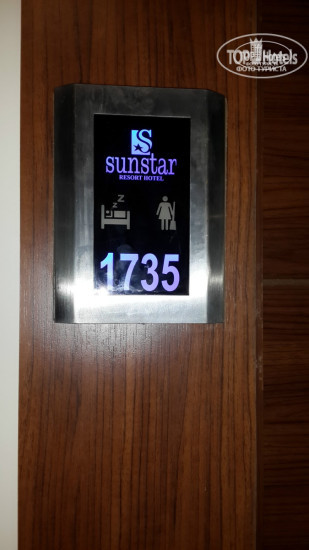 TOP Hotels
ФОТО ТУРИСТА
S
sunstar
RESORT HOTEL
z z
1735